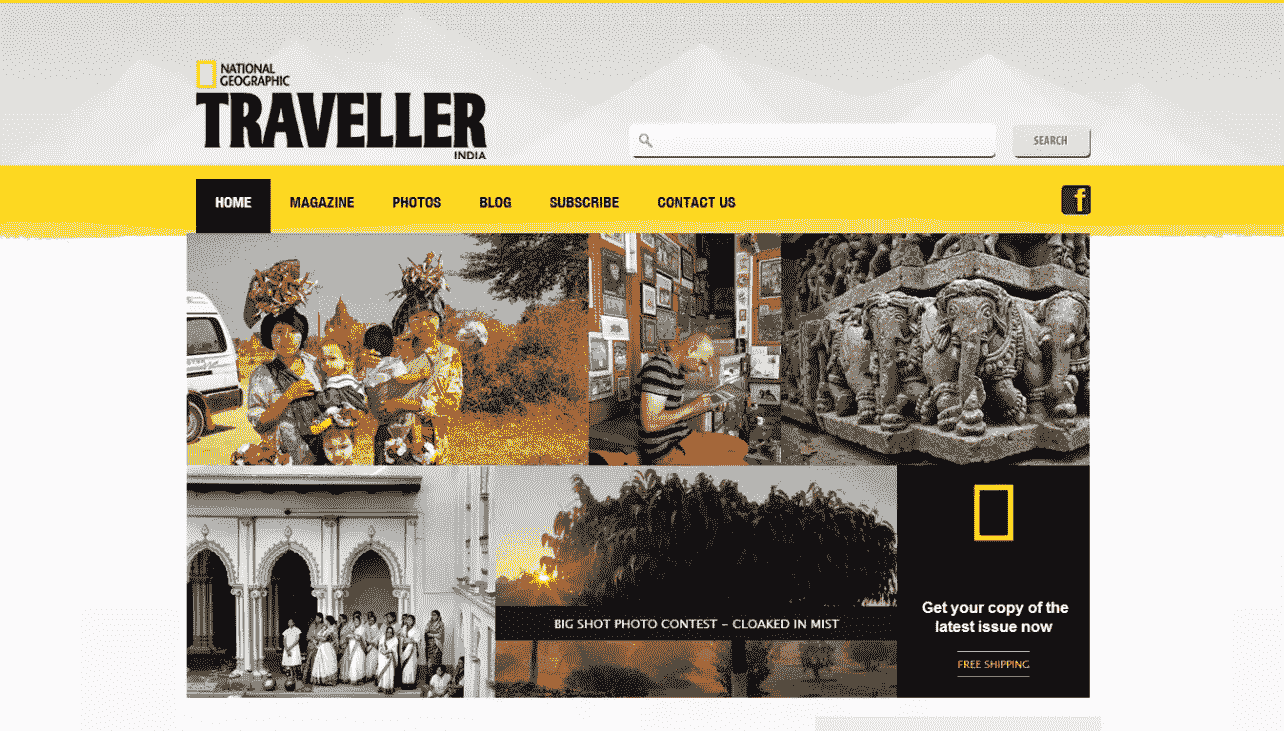 NATIONAL
GEOGRAPHIC
TRAVELLER
INDIA
SEARCH
HOME
MAGAZINE
PHOTOS
BLOG
SUBSCRIBE
CONTACT US
f
BIG SHOT PHOTO CONTEST – CLOAKED IN MIST
Get your copy of the
latest issue now
FREE SHIPPING